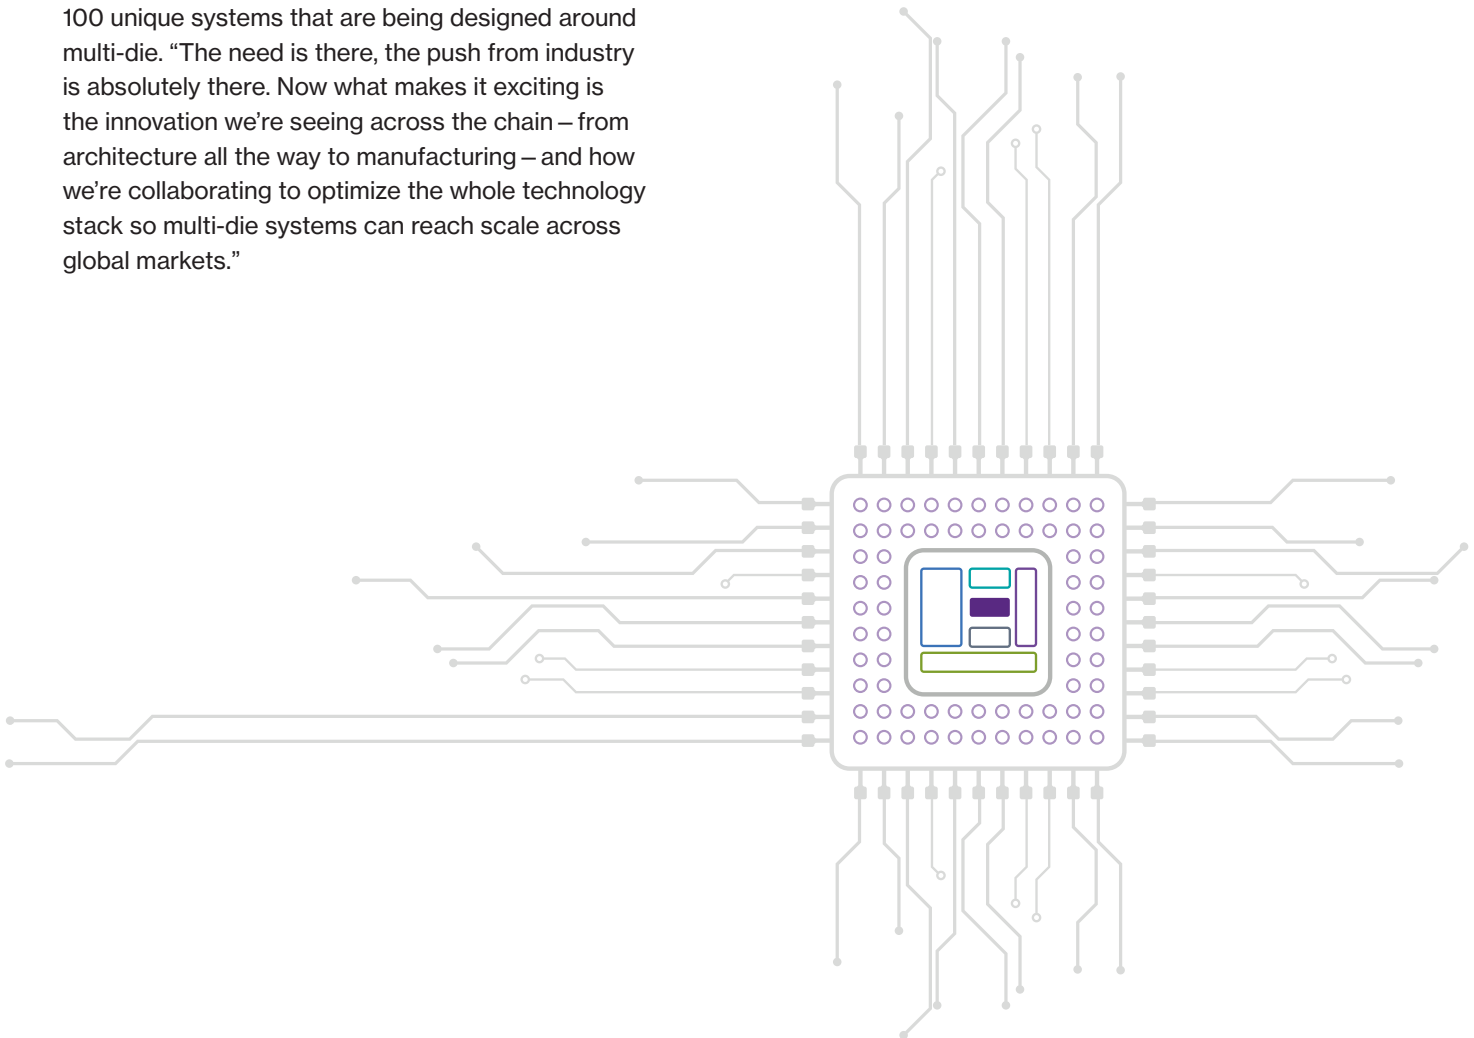 100 unique systems that are being designed around
multi-die. “The need is there, the push from industry
is absolutely there. Now what makes it exciting is
the innovation we’re seeing across the chain – from
architecture all the way to manufacturing – and how
we’re collaborating to optimize the whole technology
stack so multi-die systems can reach scale across
global markets.”